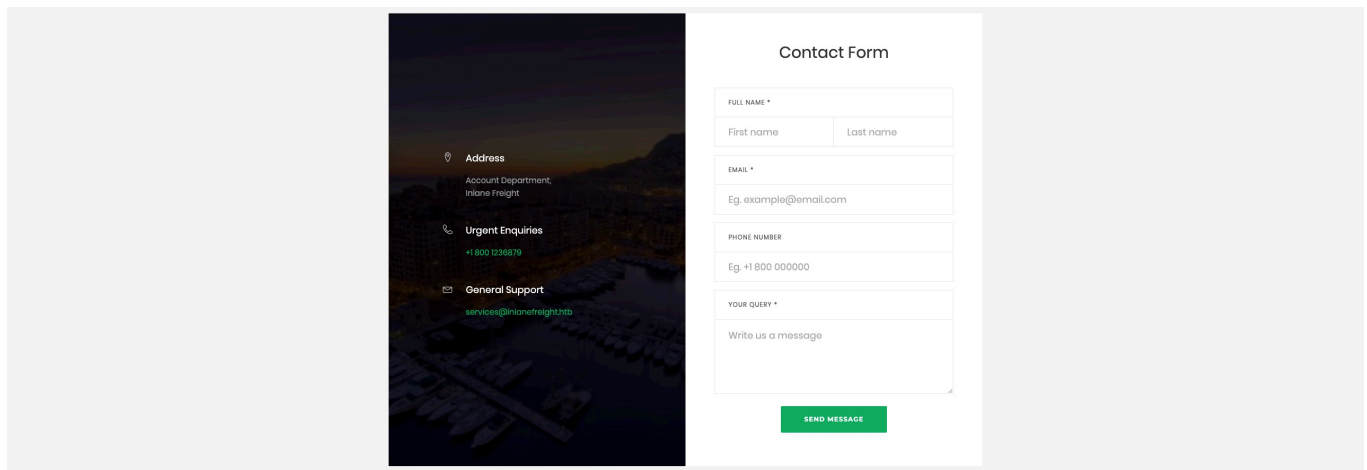 Address
Account Department,
Inlane Freight
Urgent Enquiries
+1 800 1236879
General Support
services@inlanefreight.htb
Contact Form
FULL NAME *
First name
Last name
EMAIL *
Eg. example@email.com
PHONE NUMBER
Eg. +1 800 000000
YOUR QUERY *
Write us a message
SEND MESSAGE